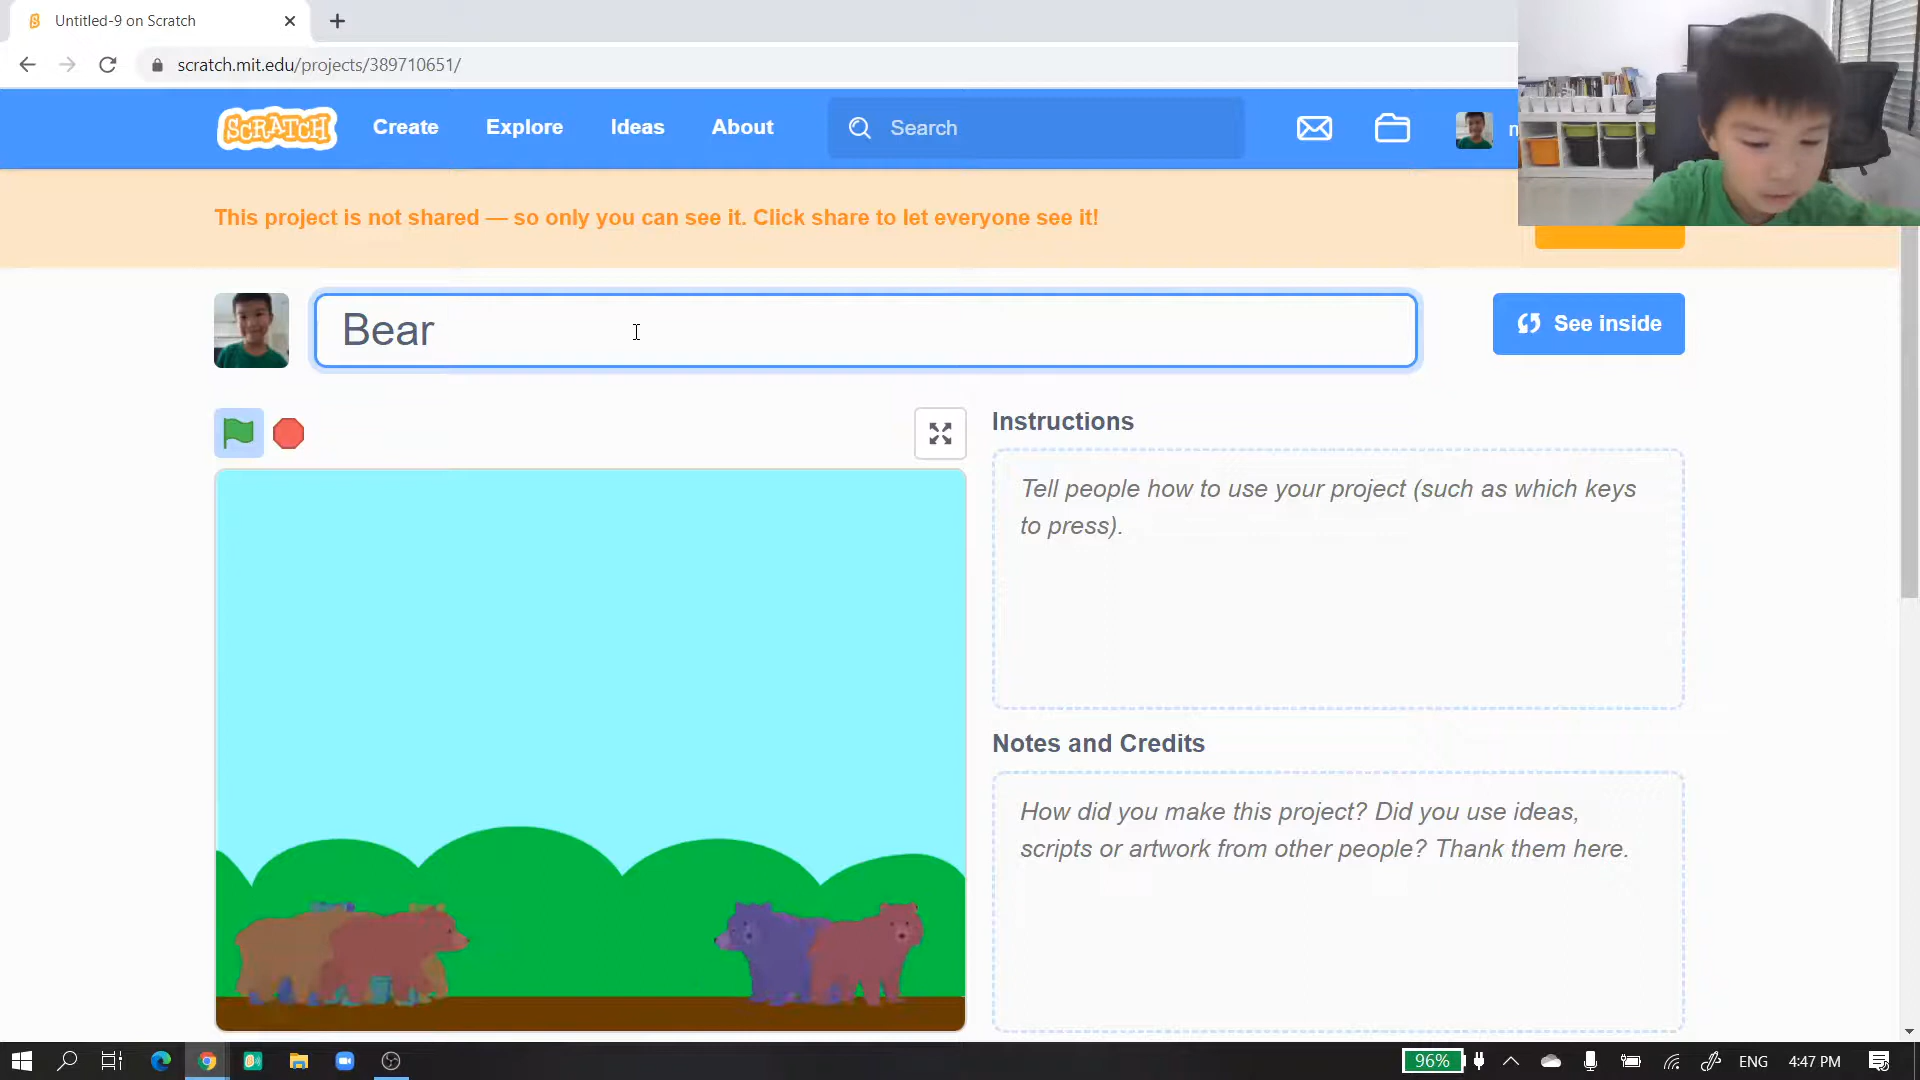 Untitled-9 on Scratch
scratch.mit.edu/projects/389710651/
SCRATCH
Create
Explore
Ideas
About
Search
This project is not shared — so only you can see it. Click share to let everyone see it!
Bear
See inside
Instructions
Tell people how to use your project (such as which keys
to press).
Notes and Credits
How did you make this project? Did you use ideas,
scripts or artwork from other people? Thank them here.
96%
ENG
4:47 PM